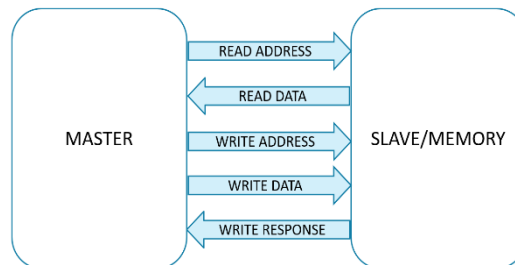 READ ADDRESS
READ DATA
MASTER
WRITE ADDRESS
SLAVE/MEMORY
WRITE DATA
WRITE RESPONSE